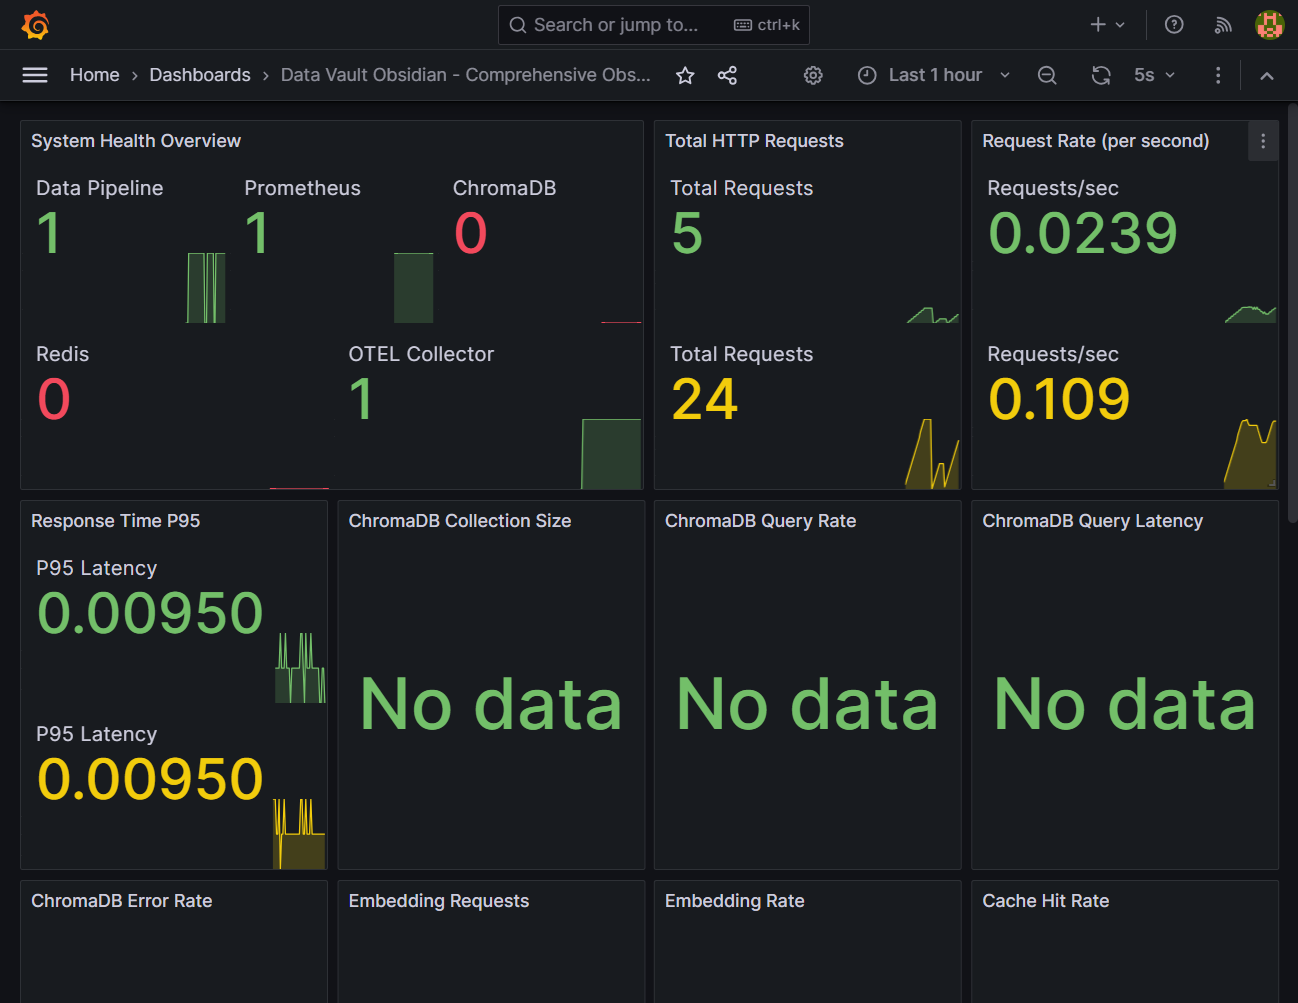 Search or jump to...
ctrl+k
Home › Dashboards › Data Vault Obsidian - Comprehensive Obs...
Last 1 hour
5s
System Health Overview
Data Pipeline
1
Prometheus
1
ChromaDB
0
Redis
0
OTEL Collector
1
Total HTTP Requests
Total Requests
5
Total Requests
24
Request Rate (per second)
Requests/sec
0.0239
Requests/sec
0.109
Response Time P95
P95 Latency
0.00950
P95 Latency
0.00950
ChromaDB Collection Size
No data
ChromaDB Query Rate
No data
ChromaDB Query Latency
No data
ChromaDB Error Rate
Embedding Requests
Embedding Rate
Cache Hit Rate